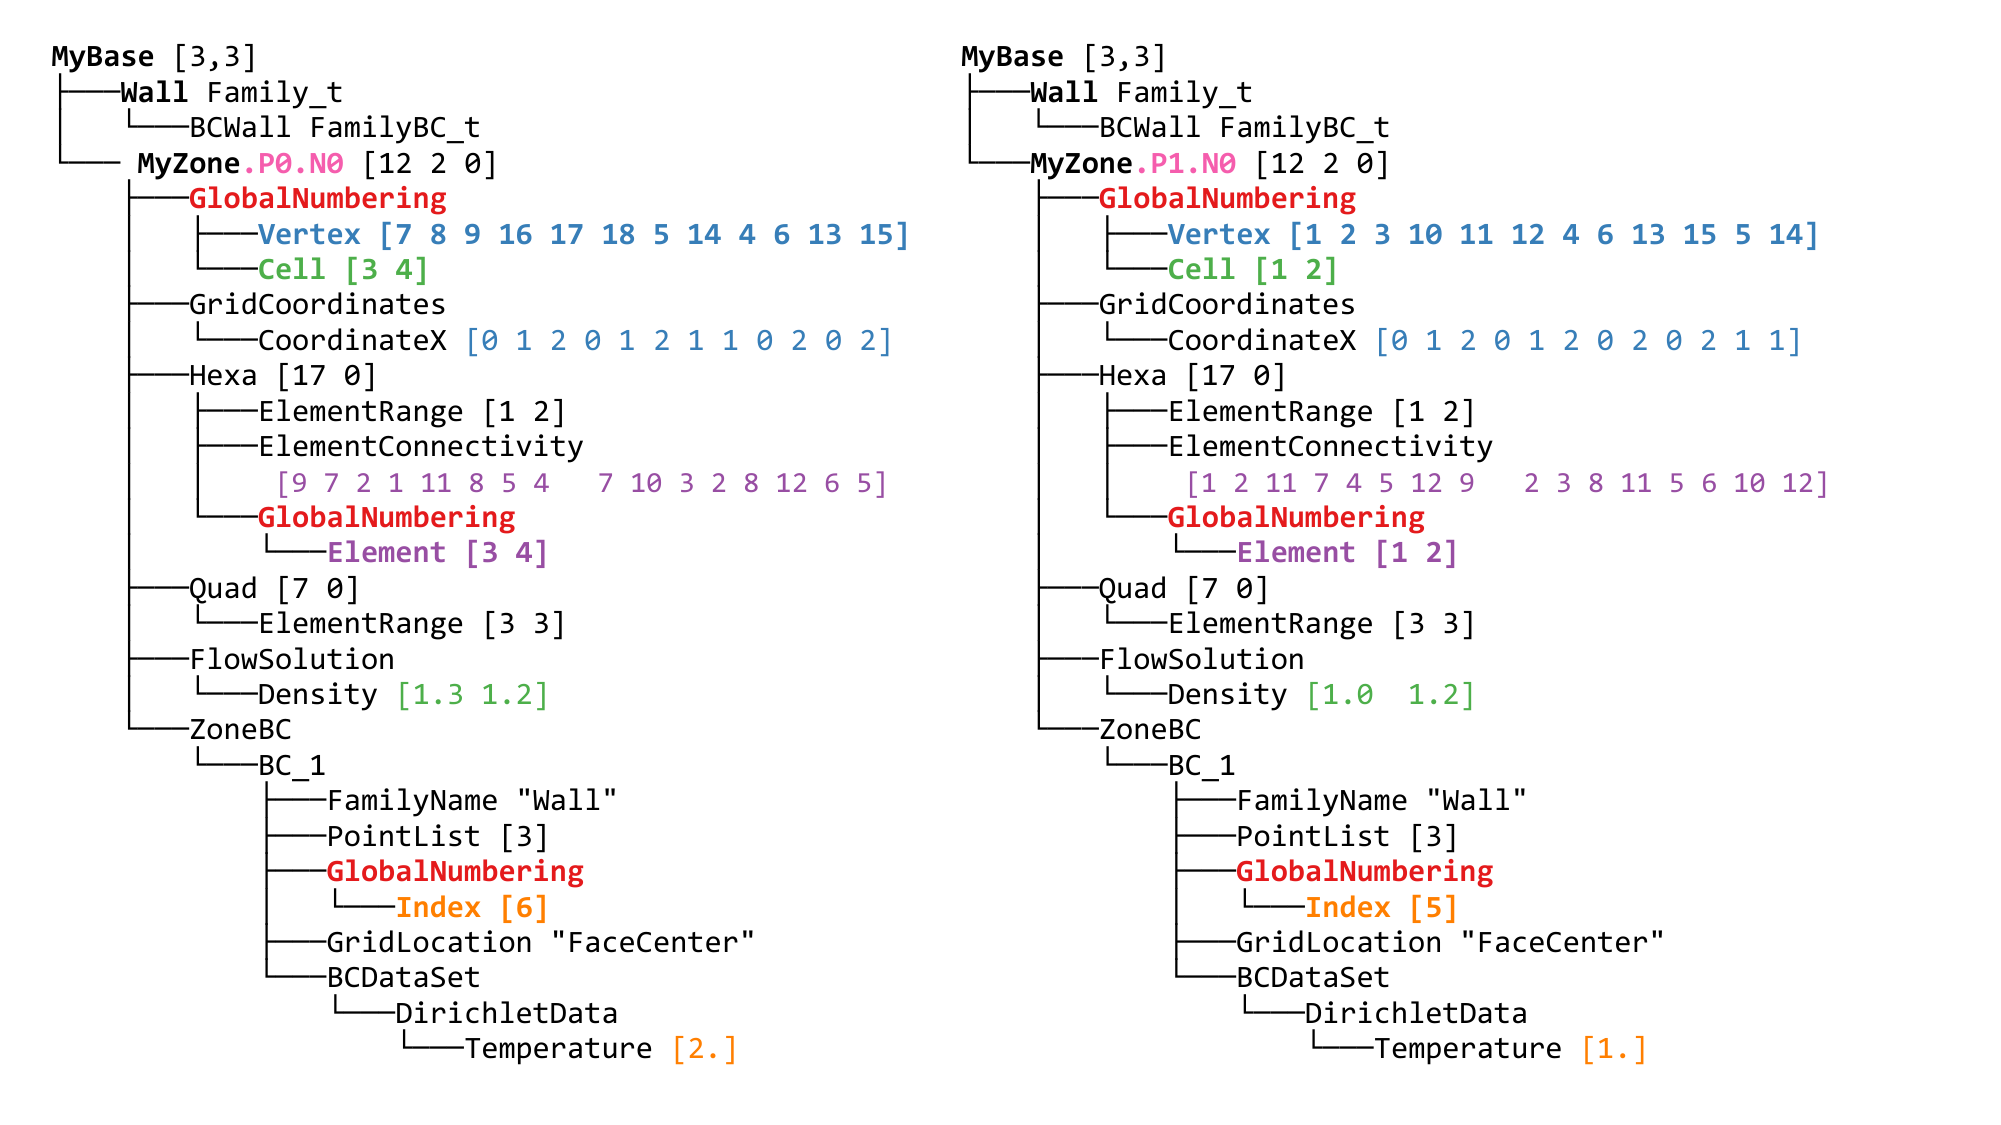 MyBase [3,3]
Wall Family_t
BCWall FamilyBC_t
MyZone.P0.N0 [12 2 0]
GlobalNumbering
Vertex [7 8 9 16 17 18 5 14 4 6 13 15]
Cell [3 4]
GridCoordinates
CoordinateX [0 1 2 0 1 2 1 1 0 2 0 2]
Hexa [17 0]
ElementRange [1 2]
ElementConnectivity
[9 7 2 1 11 8 5 4   7 10 3 2 8 12 6 5]
GlobalNumbering
Element [3 4]
Quad [7 0]
ElementRange [3 3]
FlowSolution
Density [1.3 1.2]
ZoneBC
BC_1
FamilyName "Wall"
PointList [3]
GlobalNumbering
Index [6]
GridLocation "FaceCenter"
BCDataSet
DirichletData
Temperature [2.]
MyBase [3,3]
Wall Family_t
BCWall FamilyBC_t
MyZone.P1.N0 [12 2 0]
GlobalNumbering
Vertex [1 2 3 10 11 12 4 6 13 15 5 14]
Cell [1 2]
GridCoordinates
CoordinateX [0 1 2 0 1 2 0 2 0 2 1 1]
Hexa [17 0]
ElementRange [1 2]
ElementConnectivity
[1 2 11 7 4 5 12 9   2 3 8 11 5 6 10 12]
GlobalNumbering
Element [1 2]
Quad [7 0]
ElementRange [3 3]
FlowSolution
Density [1.0  1.2]
ZoneBC
BC_1
FamilyName "Wall"
PointList [3]
GlobalNumbering
Index [5]
GridLocation "FaceCenter"
BCDataSet
DirichletData
Temperature [1.]